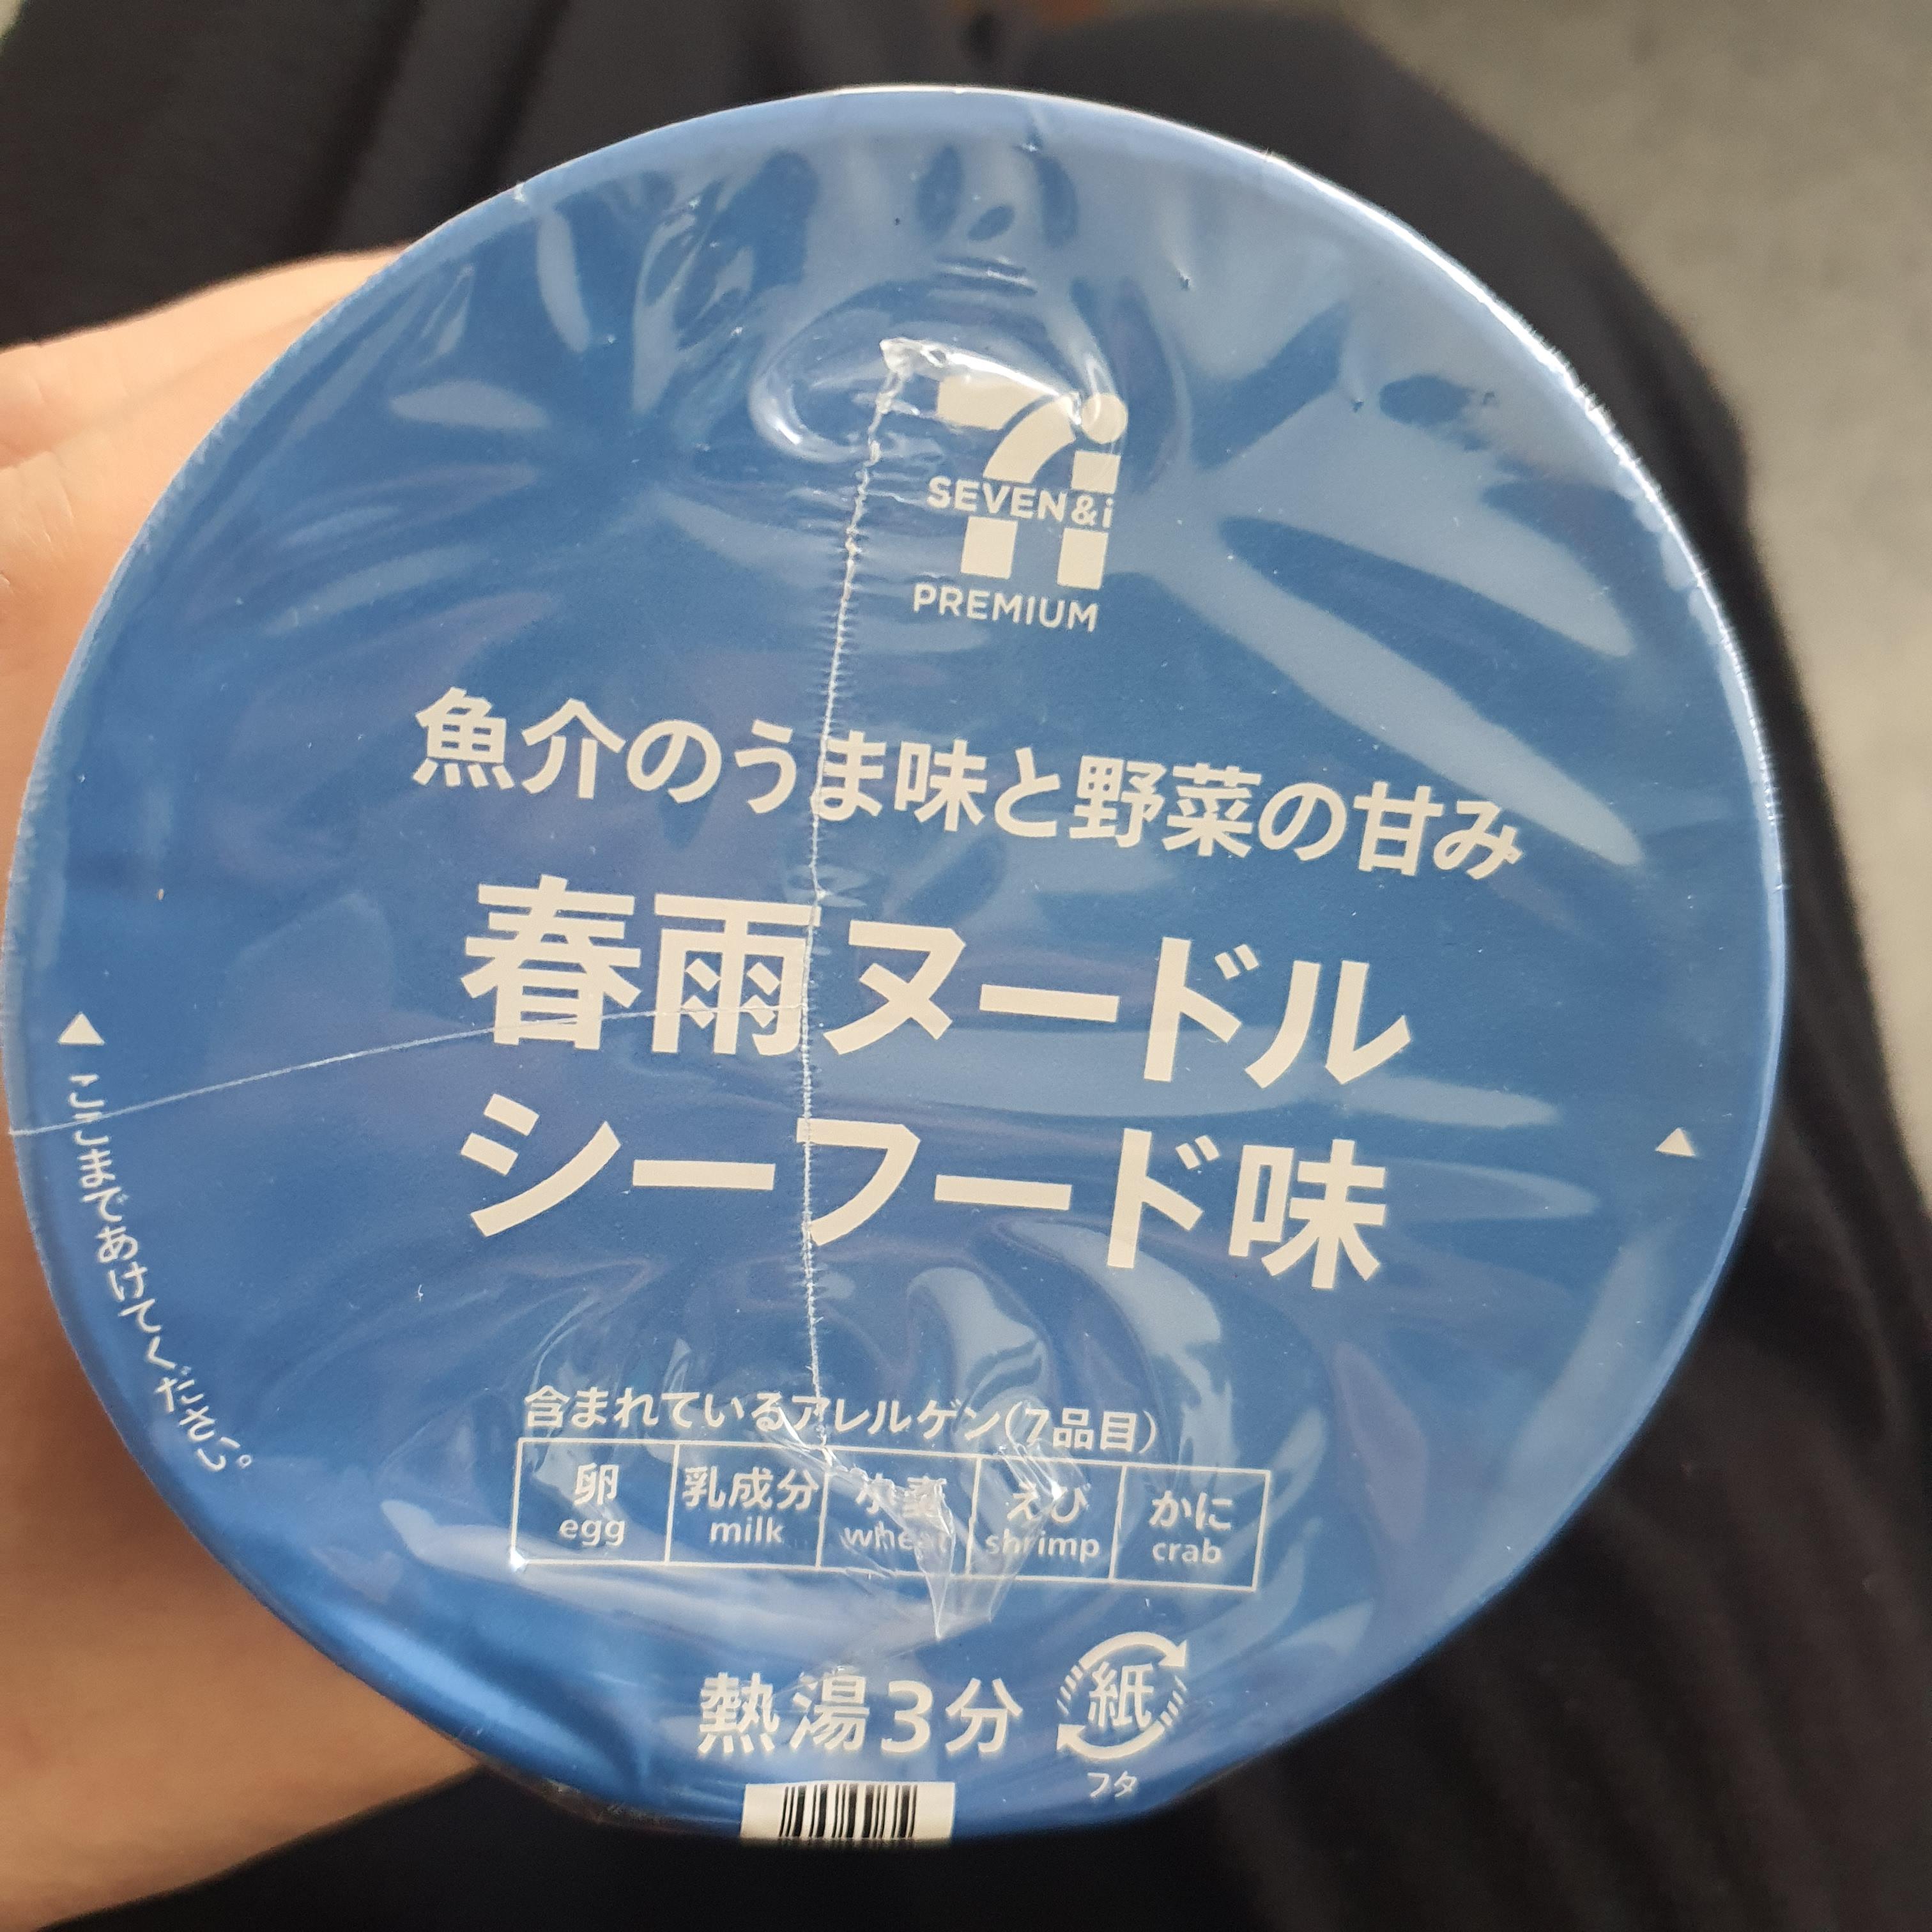 SEVEN&i
PREMIUM
魚介のうま味と野菜の甘み
春雨ヌードル
シーフード味
▲ここまであけてください。
▲
含まれているアレルゲン(7品目)
卵 乳成分 小麦 えび かに
egg milk wheat shrimp crab
熱湯3分
紙
フタ